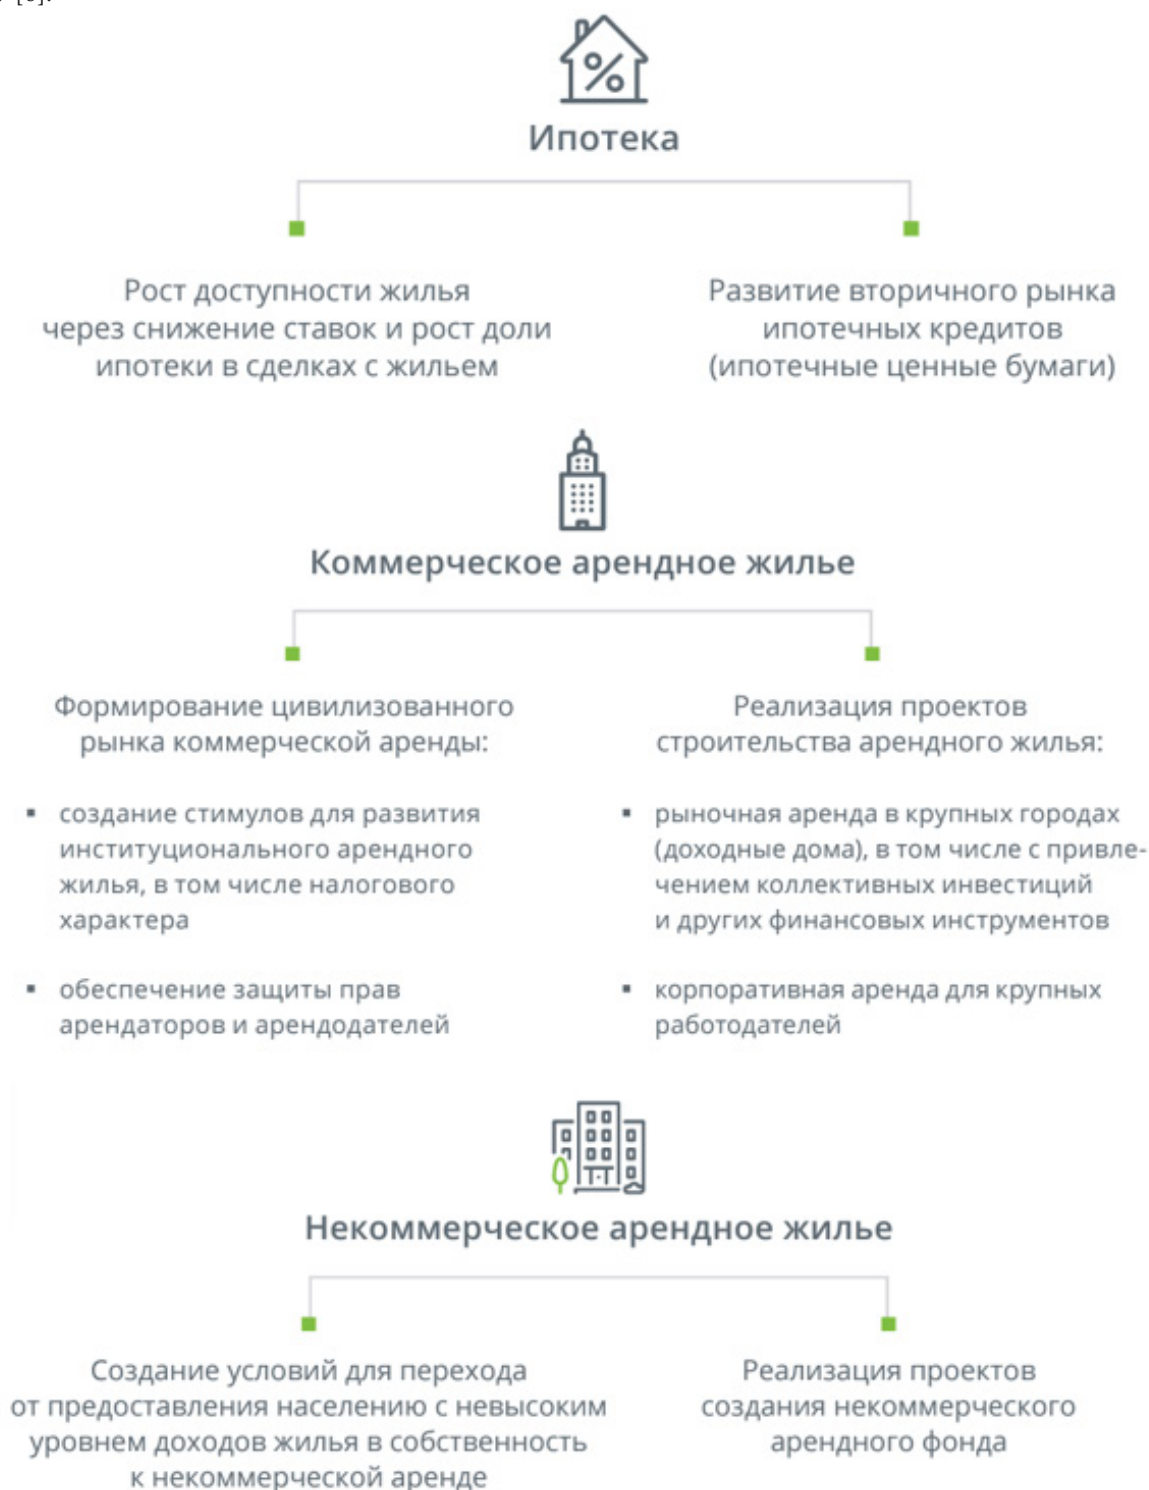 Ипотека
Рост доступности жилья
через снижение ставок и рост доли
ипотеки в сделках с жильем
Развитие вторичного рынка
ипотечных кредитов
(ипотечные ценные бумаги)
Коммерческое арендное жилье
Формирование цивилизованного
рынка коммерческой аренды:
▪ создание стимулов для развития
институционального арендного
жилья, в том числе налогового
характера
▪ обеспечение защиты прав
арендаторов и арендодателей
Реализация проектов
строительства арендного жилья:
▪ рыночная аренда в крупных городах
(доходные дома), в том числе с привле-
чением коллективных инвестиций
и других финансовых инструментов
▪ корпоративная аренда для крупных
работодателей
Некоммерческое арендное жилье
Создание условий для перехода
от предоставления населению с невысоким
уровнем доходов жилья в собственность
к некоммерческой аренде
Реализация проектов
создания некоммерческого
арендного фонда